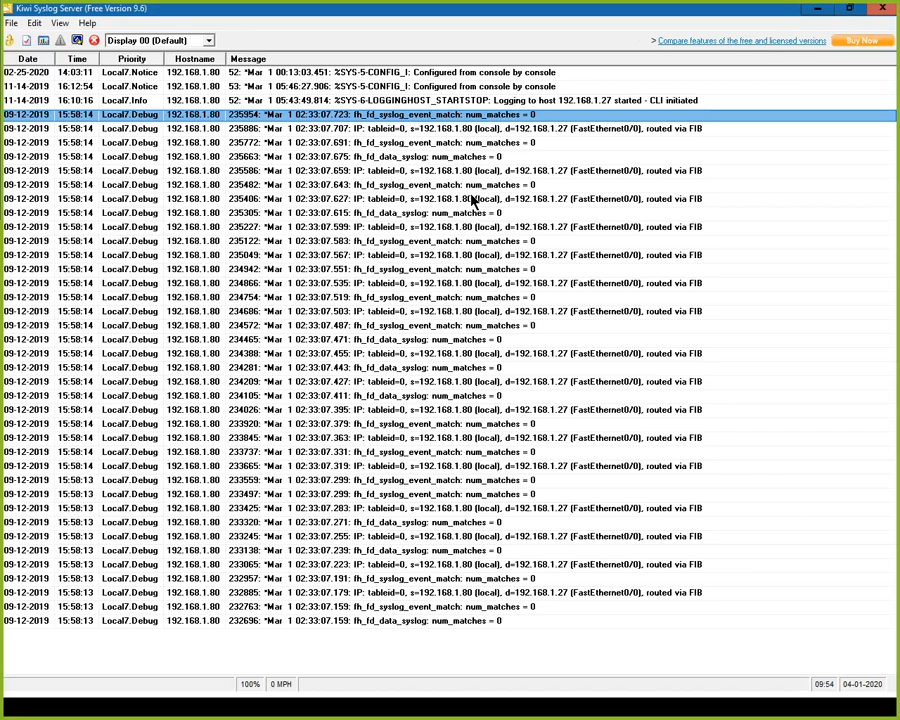 Kiwi Syslog Server (Free Version 9.6)
File Edit View Help
Display 00 (Default) > Compare features of the free and licensed versions Buy Now
Date Time Priority Hostname Message
02-25-2020 14:03:11 Local7.Notice 192.168.1.80 52: *Mar 1 00:13:03.451: %SYS-5-CONFIG_I: Configured from console by console
11-14-2019 16:12:54 Local7.Notice 192.168.1.80 53: *Mar 1 05:46:27.906: %SYS-5-CONFIG_I: Configured from console by console
11-14-2019 16:10:16 Local7.Info 192.168.1.80 52: *Mar 1 05:43:49.814: %SYS-6-LOGGINGHOST_STARTSTOP: Logging to host 192.168.1.27 started - CLI initiated
09-12-2019 15:58:14 Local7.Debug 192.168.1.80 235954: *Mar 1 02:33:07.723: fh_fd_syslog_event_match: num_matches = 0
09-12-2019 15:58:14 Local7.Debug 192.168.1.80 235886: *Mar 1 02:33:07.707: IP: tableid=0, s=192.168.1.80 (local), d=192.168.1.27 (FastEthernet0/0), routed via FIB
09-12-2019 15:58:14 Local7.Debug 192.168.1.80 235772: *Mar 1 02:33:07.691: fh_fd_syslog_event_match: num_matches = 0
09-12-2019 15:58:14 Local7.Debug 192.168.1.80 235663: *Mar 1 02:33:07.675: fh_fd_data_syslog: num_matches = 0
09-12-2019 15:58:14 Local7.Debug 192.168.1.80 235586: *Mar 1 02:33:07.659: IP: tableid=0, s=192.168.1.80 (local), d=192.168.1.27 (FastEthernet0/0), routed via FIB
09-12-2019 15:58:14 Local7.Debug 192.168.1.80 235482: *Mar 1 02:33:07.643: fh_fd_syslog_event_match: num_matches = 0
09-12-2019 15:58:14 Local7.Debug 192.168.1.80 235406: *Mar 1 02:33:07.627: IP: tableid=0, s=192.168.1.80 (local), d=192.168.1.27 (FastEthernet0/0), routed via FIB
09-12-2019 15:58:14 Local7.Debug 192.168.1.80 235305: *Mar 1 02:33:07.615: fh_fd_data_syslog: num_matches = 0
09-12-2019 15:58:14 Local7.Debug 192.168.1.80 235227: *Mar 1 02:33:07.599: IP: tableid=0, s=192.168.1.80 (local), d=192.168.1.27 (FastEthernet0/0), routed via FIB
09-12-2019 15:58:14 Local7.Debug 192.168.1.80 235122: *Mar 1 02:33:07.583: fh_fd_syslog_event_match: num_matches = 0
09-12-2019 15:58:14 Local7.Debug 192.168.1.80 235049: *Mar 1 02:33:07.567: IP: tableid=0, s=192.168.1.80 (local), d=192.168.1.27 (FastEthernet0/0), routed via FIB
09-12-2019 15:58:14 Local7.Debug 192.168.1.80 234942: *Mar 1 02:33:07.551: fh_fd_syslog_event_match: num_matches = 0
09-12-2019 15:58:14 Local7.Debug 192.168.1.80 234866: *Mar 1 02:33:07.535: IP: tableid=0, s=192.168.1.80 (local), d=192.168.1.27 (FastEthernet0/0), routed via FIB
09-12-2019 15:58:14 Local7.Debug 192.168.1.80 234754: *Mar 1 02:33:07.519: fh_fd_syslog_event_match: num_matches = 0
09-12-2019 15:58:14 Local7.Debug 192.168.1.80 234686: *Mar 1 02:33:07.503: IP: tableid=0, s=192.168.1.80 (local), d=192.168.1.27 (FastEthernet0/0), routed via FIB
09-12-2019 15:58:14 Local7.Debug 192.168.1.80 234572: *Mar 1 02:33:07.487: fh_fd_syslog_event_match: num_matches = 0
09-12-2019 15:58:14 Local7.Debug 192.168.1.80 234465: *Mar 1 02:33:07.471: fh_fd_data_syslog: num_matches = 0
09-12-2019 15:58:14 Local7.Debug 192.168.1.80 234388: *Mar 1 02:33:07.455: IP: tableid=0, s=192.168.1.80 (local), d=192.168.1.27 (FastEthernet0/0), routed via FIB
09-12-2019 15:58:14 Local7.Debug 192.168.1.80 234281: *Mar 1 02:33:07.443: fh_fd_data_syslog: num_matches = 0
09-12-2019 15:58:14 Local7.Debug 192.168.1.80 234209: *Mar 1 02:33:07.427: IP: tableid=0, s=192.168.1.80 (local), d=192.168.1.27 (FastEthernet0/0), routed via FIB
09-12-2019 15:58:14 Local7.Debug 192.168.1.80 234105: *Mar 1 02:33:07.411: fh_fd_data_syslog: num_matches = 0
09-12-2019 15:58:14 Local7.Debug 192.168.1.80 234026: *Mar 1 02:33:07.395: IP: tableid=0, s=192.168.1.80 (local), d=192.168.1.27 (FastEthernet0/0), routed via FIB
09-12-2019 15:58:14 Local7.Debug 192.168.1.80 233920: *Mar 1 02:33:07.379: fh_fd_data_syslog: num_matches = 0
09-12-2019 15:58:14 Local7.Debug 192.168.1.80 233845: *Mar 1 02:33:07.363: IP: tableid=0, s=192.168.1.80 (local), d=192.168.1.27 (FastEthernet0/0), routed via FIB
09-12-2019 15:58:14 Local7.Debug 192.168.1.80 233737: *Mar 1 02:33:07.331: fh_fd_syslog_event_match: num_matches = 0
09-12-2019 15:58:14 Local7.Debug 192.168.1.80 233665: *Mar 1 02:33:07.319: IP: tableid=0, s=192.168.1.80 (local), d=192.168.1.27 (FastEthernet0/0), routed via FIB
09-12-2019 15:58:13 Local7.Debug 192.168.1.80 233559: *Mar 1 02:33:07.299: fh_fd_syslog_event_match: num_matches = 0
09-12-2019 15:58:13 Local7.Debug 192.168.1.80 233497: *Mar 1 02:33:07.299: fh_fd_data_syslog: num_matches = 0
09-12-2019 15:58:13 Local7.Debug 192.168.1.80 233425: *Mar 1 02:33:07.283: IP: tableid=0, s=192.168.1.80 (local), d=192.168.1.27 (FastEthernet0/0), routed via FIB
09-12-2019 15:58:13 Local7.Debug 192.168.1.80 233320: *Mar 1 02:33:07.271: fh_fd_data_syslog: num_matches = 0
09-12-2019 15:58:13 Local7.Debug 192.168.1.80 233245: *Mar 1 02:33:07.255: IP: tableid=0, s=192.168.1.80 (local), d=192.168.1.27 (FastEthernet0/0), routed via FIB
09-12-2019 15:58:13 Local7.Debug 192.168.1.80 233138: *Mar 1 02:33:07.239: fh_fd_data_syslog: num_matches = 0
09-12-2019 15:58:13 Local7.Debug 192.168.1.80 233065: *Mar 1 02:33:07.223: IP: tableid=0, s=192.168.1.80 (local), d=192.168.1.27 (FastEthernet0/0), routed via FIB
09-12-2019 15:58:13 Local7.Debug 192.168.1.80 232957: *Mar 1 02:33:07.191: fh_fd_syslog_event_match: num_matches = 0
09-12-2019 15:58:13 Local7.Debug 192.168.1.80 232885: *Mar 1 02:33:07.179: IP: tableid=0, s=192.168.1.80 (local), d=192.168.1.27 (FastEthernet0/0), routed via FIB
09-12-2019 15:58:13 Local7.Debug 192.168.1.80 232763: *Mar 1 02:33:07.159: fh_fd_syslog_event_match: num_matches = 0
09-12-2019 15:58:13 Local7.Debug 192.168.1.80 232696: *Mar 1 02:33:07.159: fh_fd_data_syslog: num_matches = 0
100% 0 MPH 09:54 04-01-2020